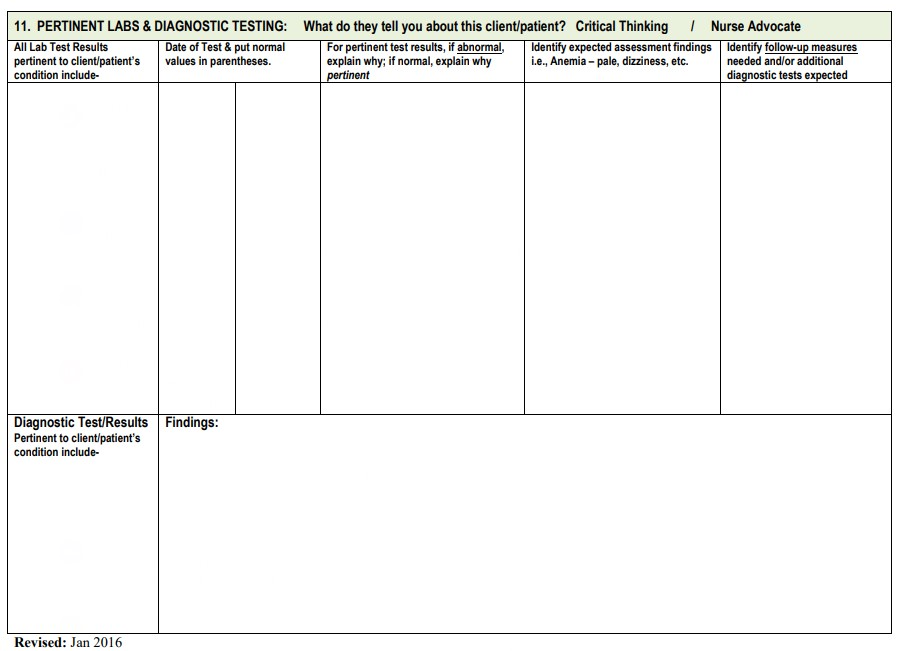 11. PERTINENT LABS & DIAGNOSTIC TESTING: What do they tell you about this client/patient? Critical Thinking / Nurse Advocate
All Lab Test Results
pertinent to client/patient's
condition include-
Date of Test & put normal
values in parentheses.
For pertinent test results, if abnormal,
explain why; if normal, explain why
pertinent
Identify expected assessment findings
i.e., Anemia – pale, dizziness, etc.
Identify follow-up measures
needed and/or additional
diagnostic tests expected
Diagnostic Test/Results
Pertinent to client/patient's
condition include-
Findings:
Revised: Jan 2016